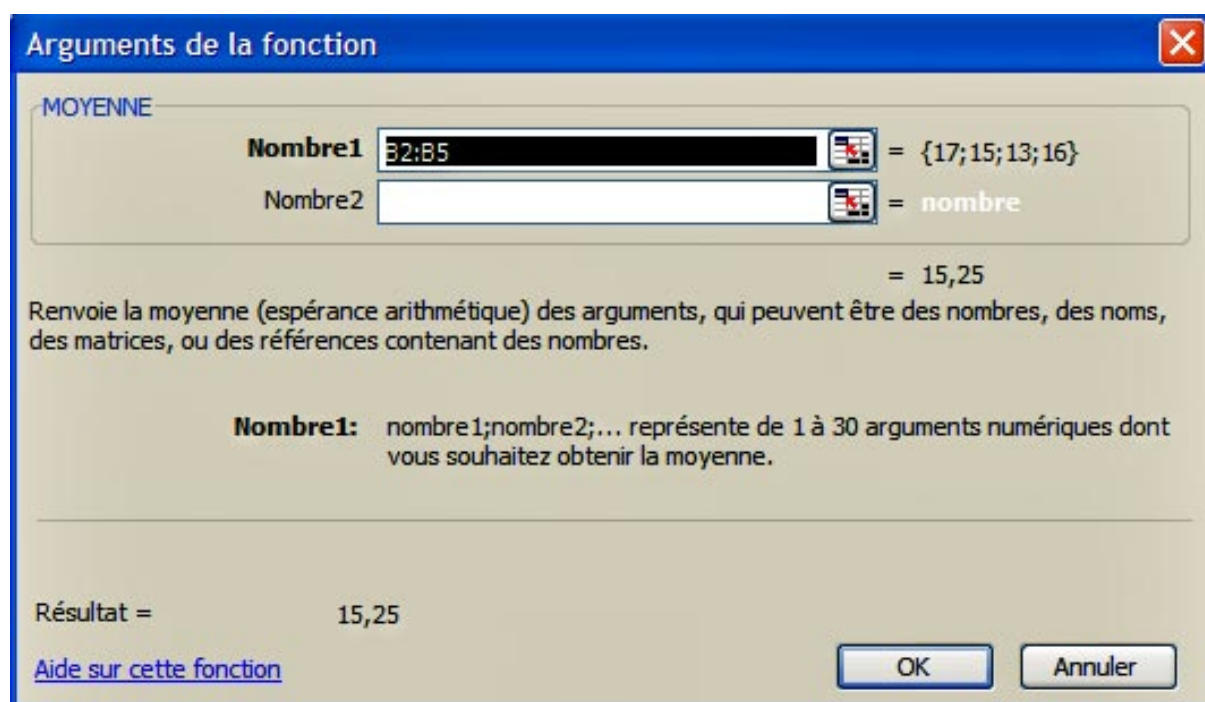 Arguments de la fonction
MOYENNE
Nombre1 B2:B5 = {17;15;13;16}
Nombre2 = nombre
= 15,25
Renvoie la moyenne (espérance arithmétique) des arguments, qui peuvent être des nombres, des noms,
des matrices, ou des références contenant des nombres.
Nombre1: nombre1;nombre2;... représente de 1 à 30 arguments numériques dont
vous souhaitez obtenir la moyenne.
Résultat = 15,25
Aide sur cette fonction OK Annuler